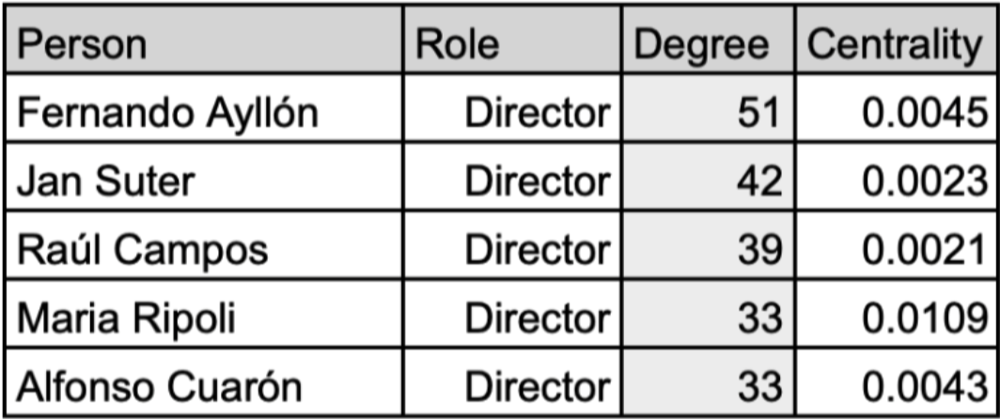 Person Role Degree Centrality
Fernando Ayllón Director 51 0.0045
Jan Suter Director 42 0.0023
Raúl Campos Director 39 0.0021
Maria Ripoli Director 33 0.0109
Alfonso Cuarón Director 33 0.0043